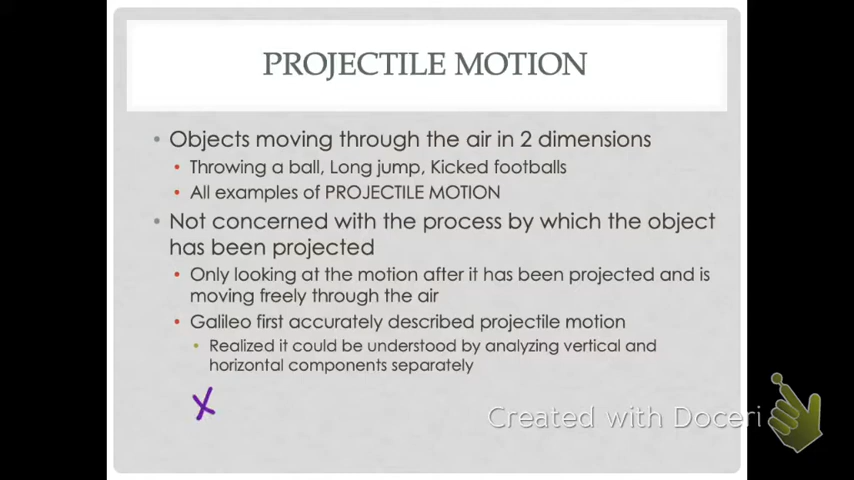 PROJECTILE MOTION
• Objects moving through the air in 2 dimensions
• Throwing a ball, Long jump, Kicked footballs
• All examples of PROJECTILE MOTION
• Not concerned with the process by which the object
has been projected
• Only looking at the motion after it has been projected and is
moving freely through the air
• Galileo first accurately described projectile motion
• Realized it could be understood by analyzing vertical and
horizontal components separately
x
Created with Doceri